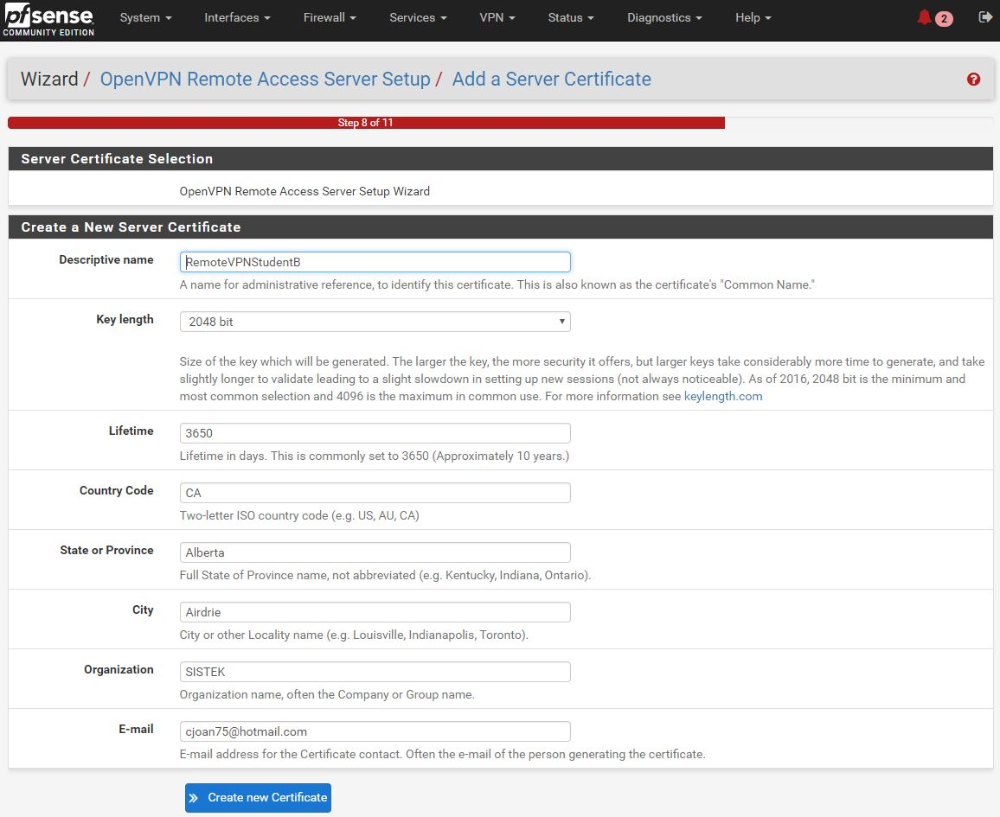 pfsense
COMMUNITY EDITION
System Interfaces Firewall Services VPN Status Diagnostics Help 2
Wizard / OpenVPN Remote Access Server Setup / Add a Server Certificate ?
Step 8 of 11
Server Certificate Selection
OpenVPN Remote Access Server Setup Wizard
Create a New Server Certificate
Descriptive name RemoteVPNStudentB
A name for administrative reference, to identify this certificate. This is also known as the certificate's "Common Name."
Key length 2048 bit
Size of the key which will be generated. The larger the key, the more security it offers, but larger keys take considerably more time to generate, and take
slightly longer to validate leading to a slight slowdown in setting up new sessions (not always noticeable). As of 2016, 2048 bit is the minimum and
most common selection and 4096 is the maximum in common use. For more information see keylength.com
Lifetime 3650
Lifetime in days. This is commonly set to 3650 (Approximately 10 years.)
Country Code CA
Two-letter ISO country code (e.g. US, AU, CA)
State or Province Alberta
Full State of Province name, not abbreviated (e.g. Kentucky, Indiana, Ontario).
City Airdrie
City or other Locality name (e.g. Louisville, Indianapolis, Toronto).
Organization SISTEK
Organization name, often the Company or Group name.
E-mail cjoan75@hotmail.com
E-mail address for the Certificate contact. Often the e-mail of the person generating the certificate.
Create new Certificate